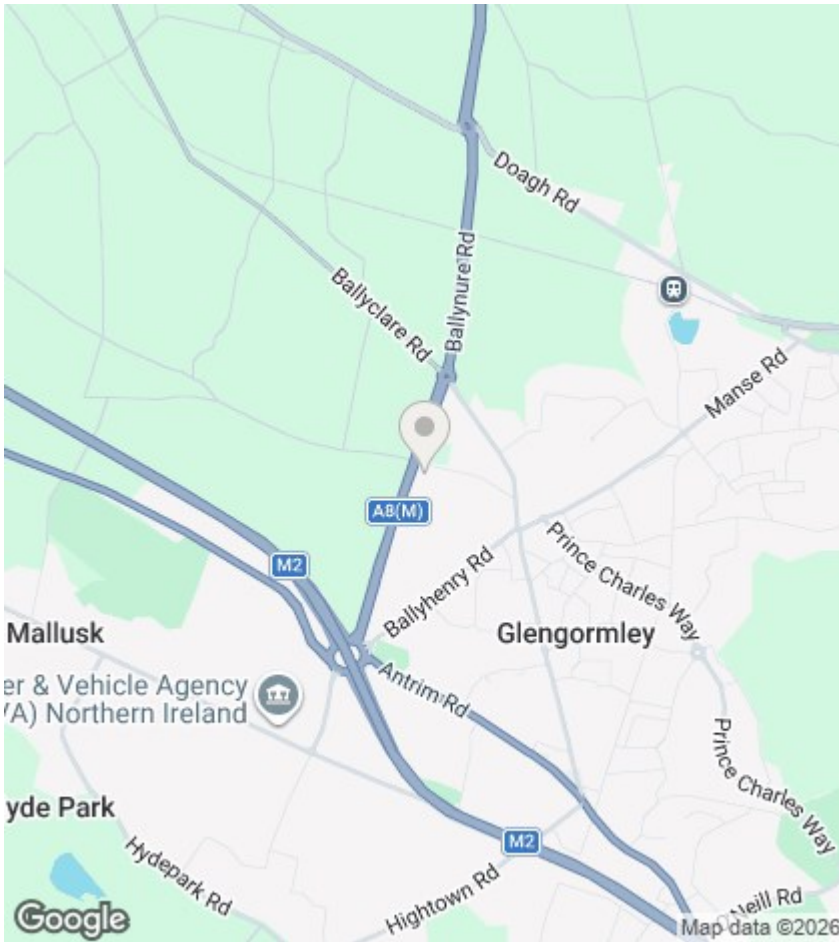 Doagh Rd
Ballynure Rd
Ballyclare Rd
Manse Rd
A8(M)
M2
Ballyhenry Rd
Prince Charles Way
Mallusk
Glengormley
er & Vehicle Agency
/A) Northern Ireland
Antrim Rd
Prince Charles Way
yde Park
M2
Hydepark Rd
Hightown Rd
O'Neill Rd
Google
Map data ©2026